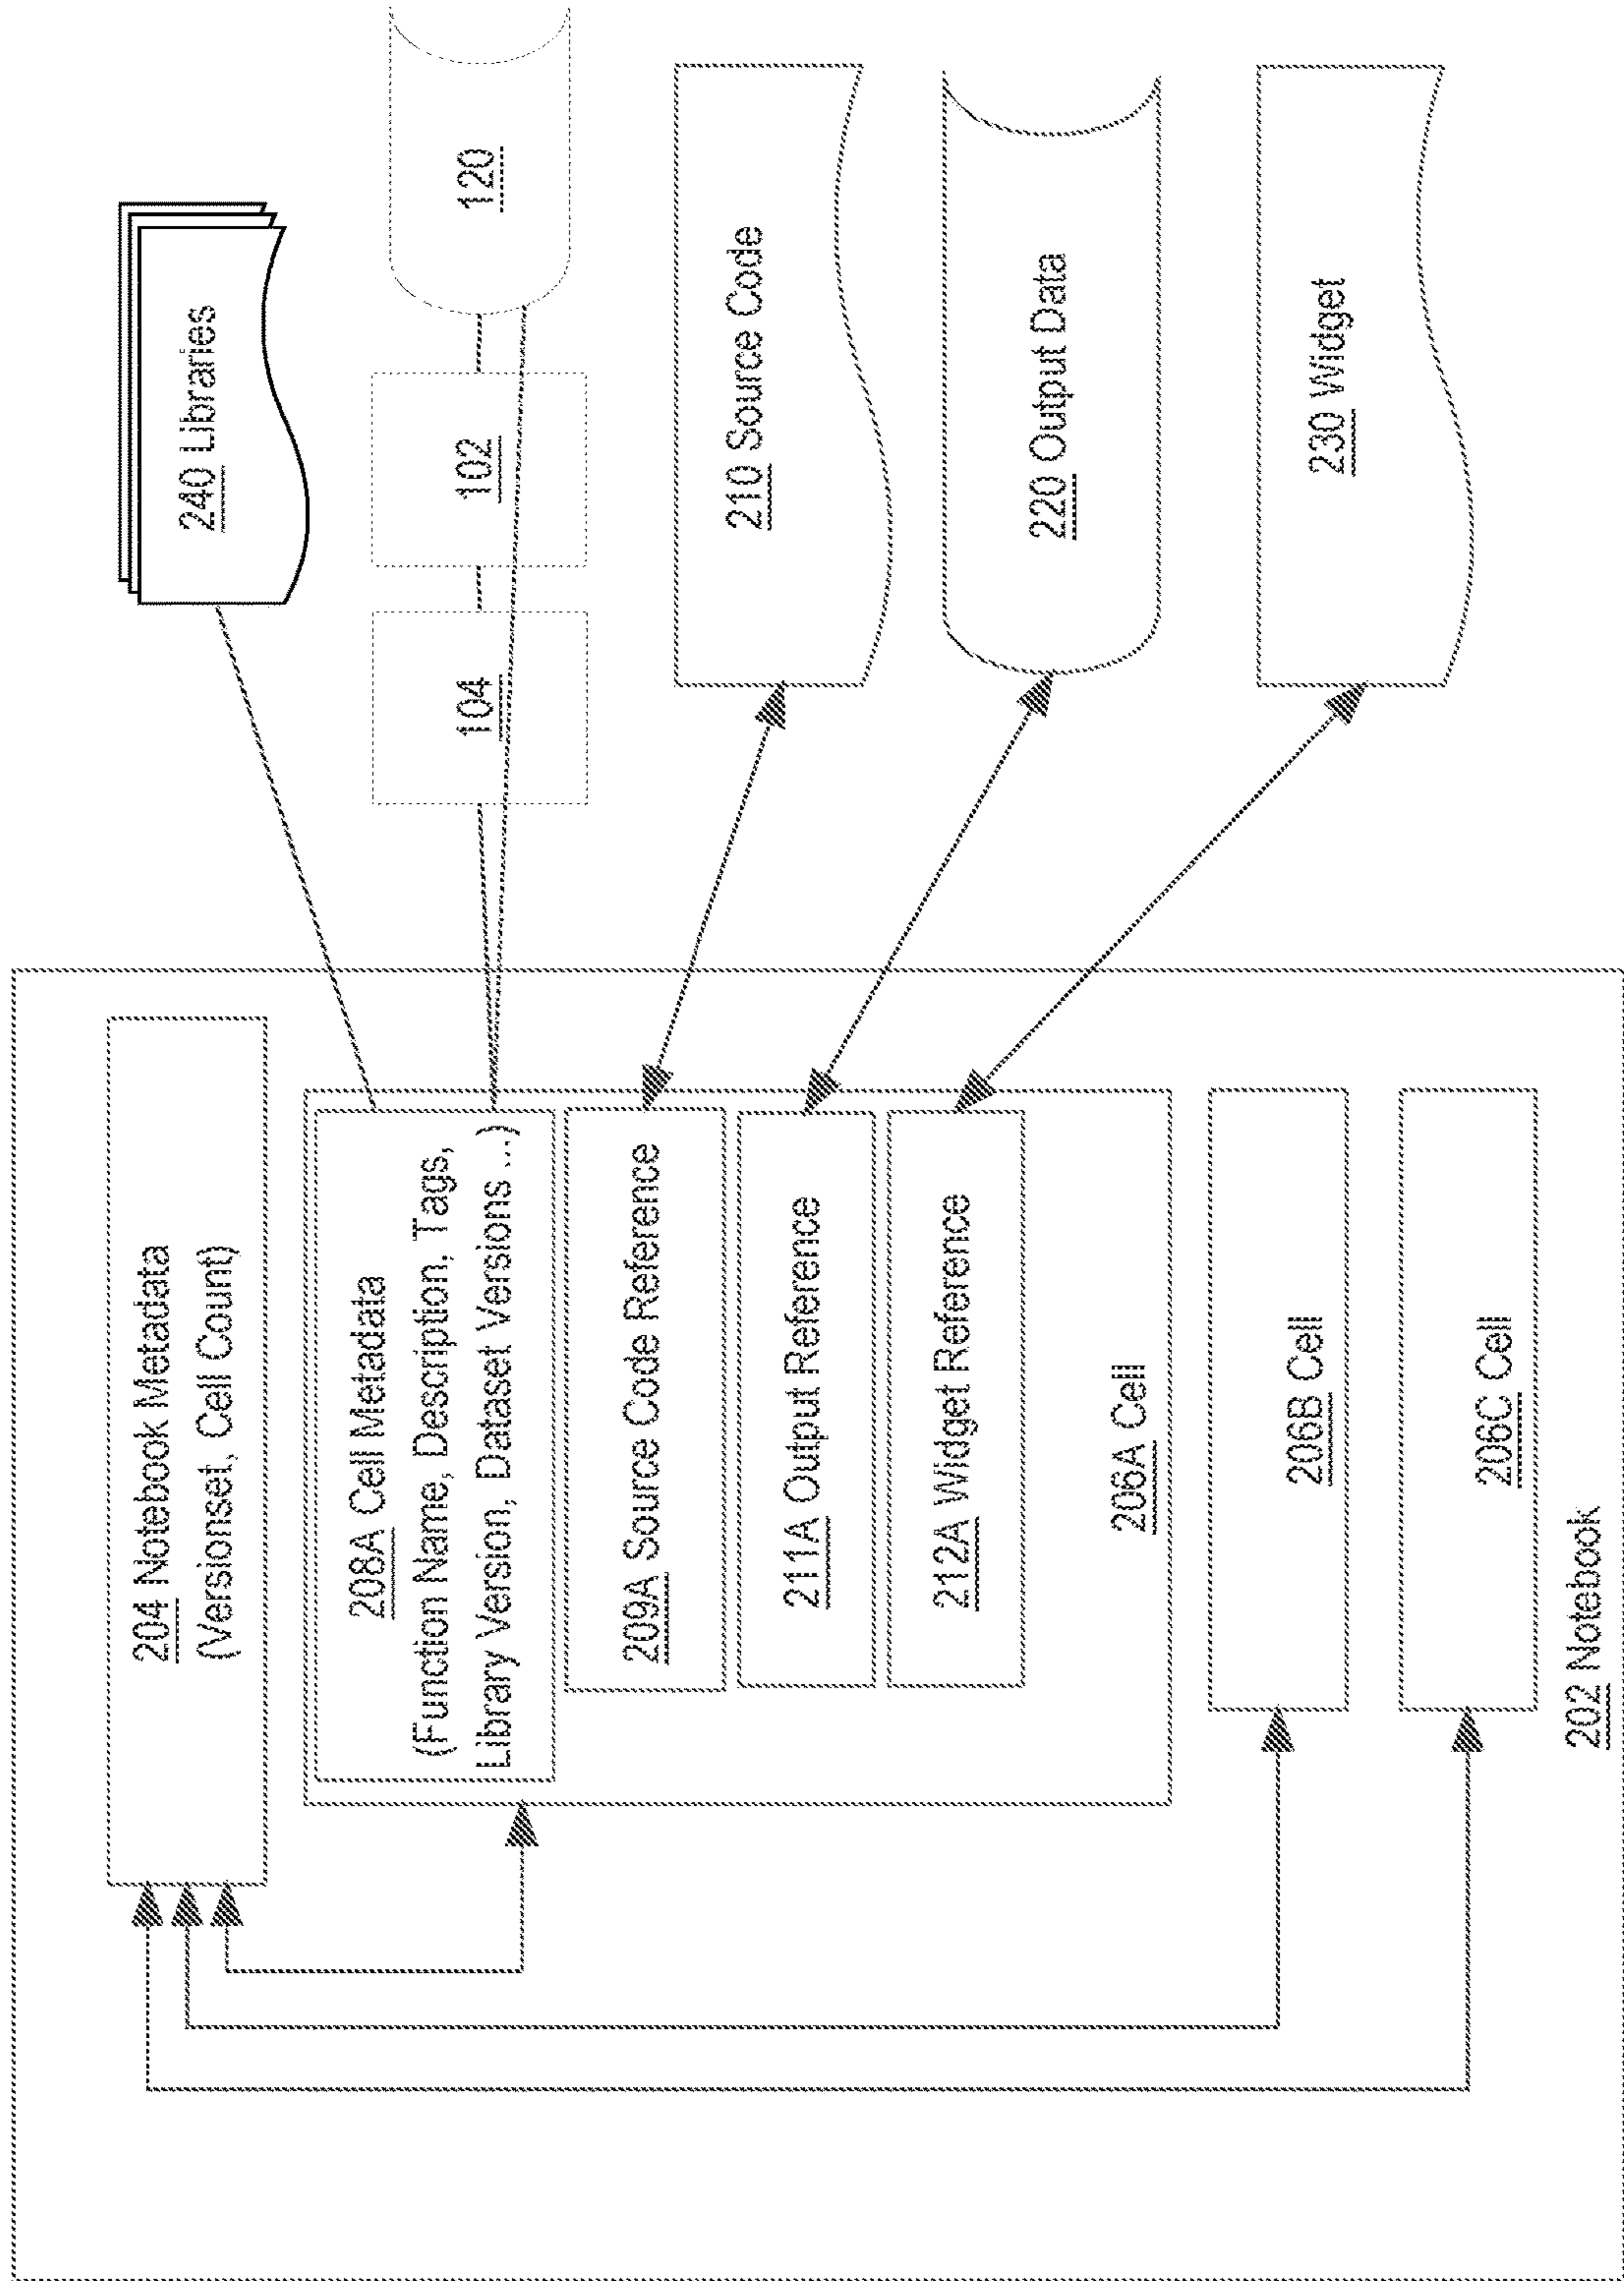 204 Notebook Metadata
(Versionset, Cell Count)
208A Cell Metadata
(Function Name, Description, Tags,
Library Version, Dataset Versions ...)
209A Source Code Reference
211A Output Reference
212A Widget Reference
206A Cell
206B Cell
206C Cell
202 Notebook
240 Libraries
104
102
120
210 Source Code
220 Output Data
230 Widget